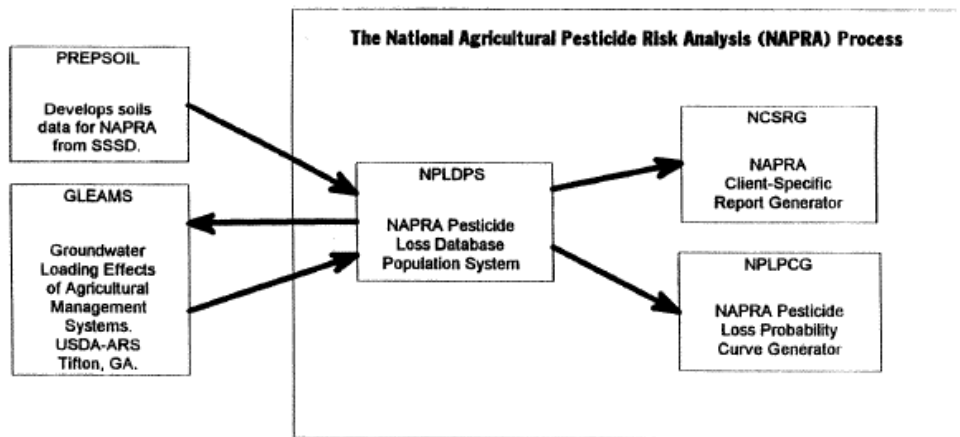 The National Agricultural Pesticide Risk Analysis (NAPRA) Process
PREPSOIL
Develops soils
data for NAPRA
from SSSD.
GLEAMS
Groundwater
Loading Effects
of Agricultural
Management
Systems.
USDA-ARS
Tifton, GA.
NPLDPS
NAPRA Pesticide
Loss Database
Population System
NCSRG
NAPRA
Client-Specific
Report Generator
NPLPCG
NAPRA Pesticide
Loss Probability
Curve Generator